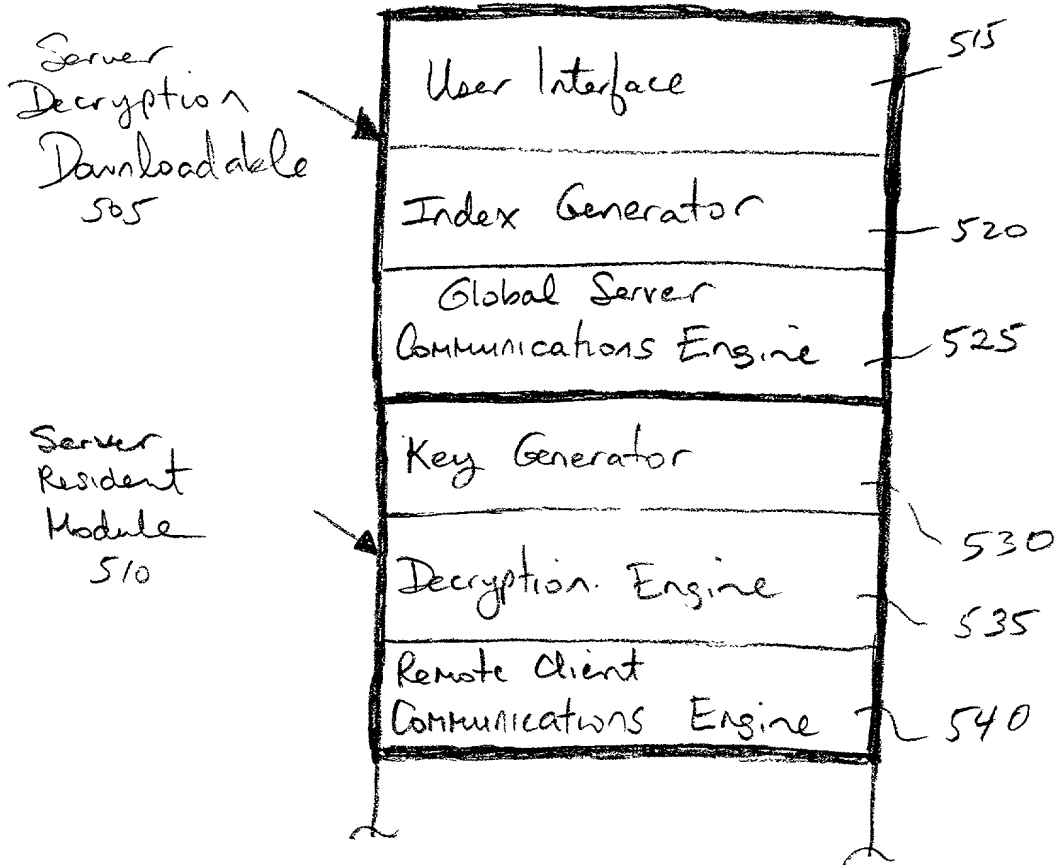 Server
Decryption
Downloadable
505
User Interface
515
Index Generator
520
Global Server
Communications Engine
525
Server
Resident
Module
510
Key Generator
530
Decryption Engine
535
Remote Client
Communications Engine
540